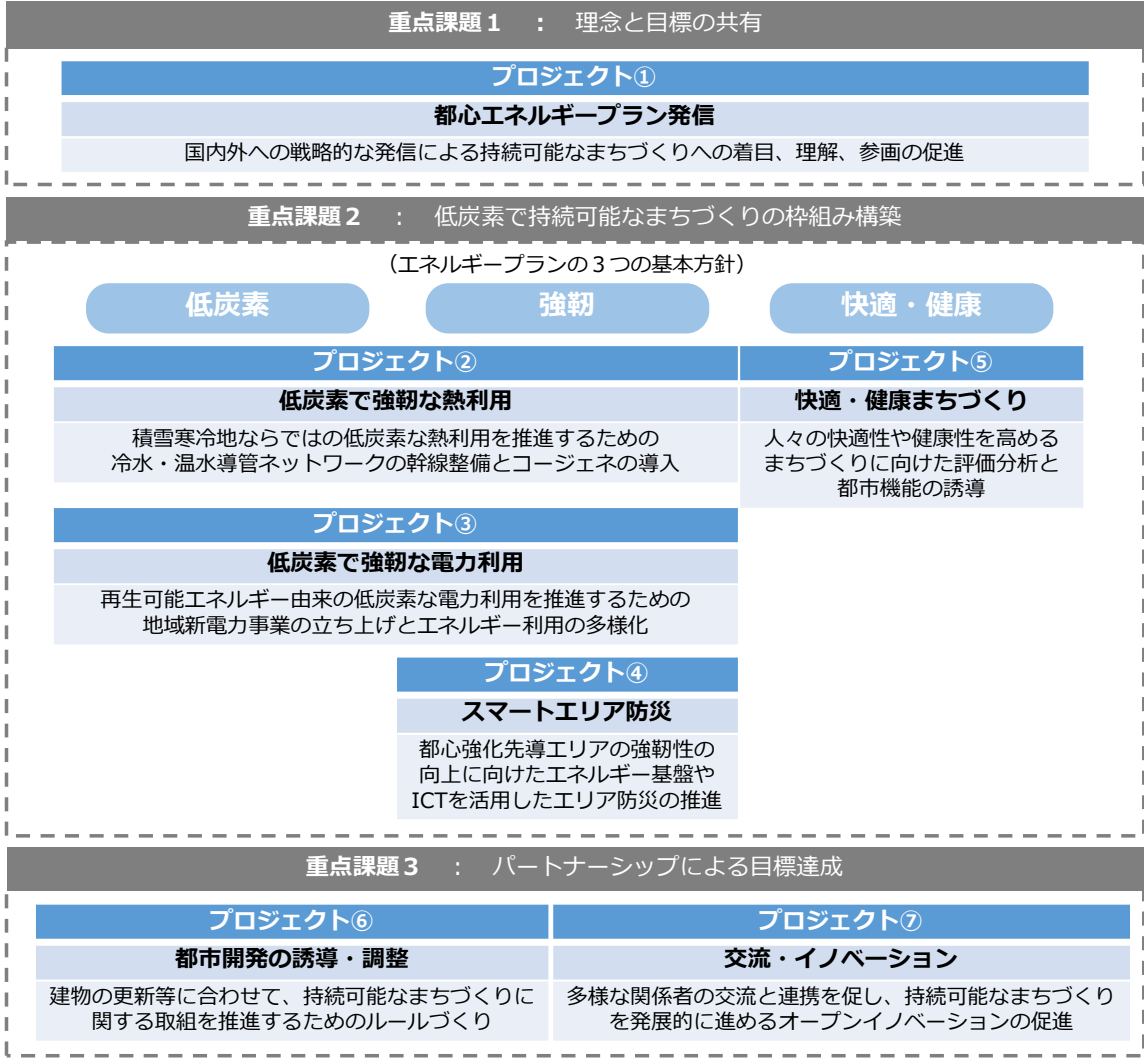 重点課題１　：　理念と目標の共有
プロジェクト①
都心エネルギープラン発信
国内外への戦略的な発信による持続可能なまちづくりへの着目、理解、参画の促進
重点課題２　：　低炭素で持続可能なまちづくりの枠組み構築
（エネルギープランの３つの基本方針）
低炭素
強靭
快適・健康
プロジェクト②
低炭素で強靭な熱利用
積雪寒冷地ならではの低炭素な熱利用を推進するための
冷水・温水導管ネットワークの幹線整備とコージェネの導入
プロジェクト⑤
快適・健康まちづくり
人々の快適性や健康性を高める
まちづくりに向けた評価分析と
都市機能の誘導
プロジェクト③
低炭素で強靭な電力利用
再生可能エネルギー由来の低炭素な電力利用を推進するための
地域新電力事業の立ち上げとエネルギー利用の多様化
プロジェクト④
スマートエリア防災
都心強化先導エリアの強靭性の
向上に向けたエネルギー基盤や
ICTを活用したエリア防災の推進
重点課題３　：　パートナーシップによる目標達成
プロジェクト⑥
都市開発の誘導・調整
建物の更新等に合わせて、持続可能なまちづくりに
関する取組を推進するためのルールづくり
プロジェクト⑦
交流・イノベーション
多様な関係者の交流と連携を促し、持続可能なまちづくり
を発展的に進めるオープンイノベーションの促進